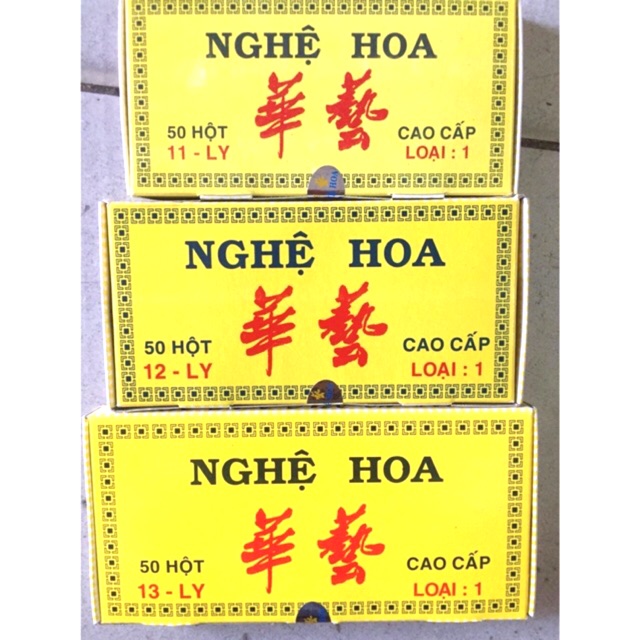 NGHỆ HOA
華藝
50 HỘT
11 - LY
CAO CẤP
LOẠI : 1
HOA
NGHỆ HOA
華藝
50 HỘT
12 - LY
CAO CẤP
LOẠI : 1
NGHỆ HOA
華藝
50 HỘT
13 - LY
CAO CẤP
LOẠI : 1